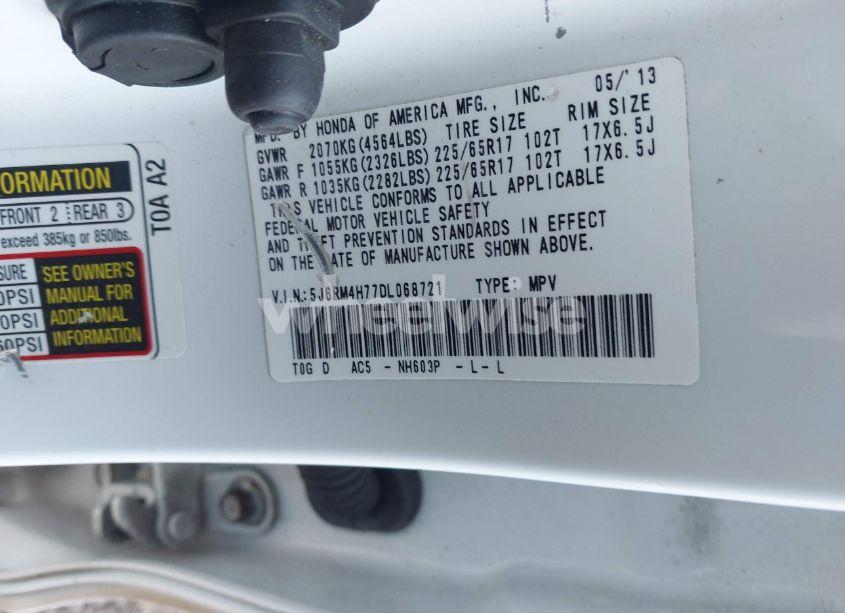 MFD. BY HONDA OF AMERICA MFG., INC. 05/'13
GVWR 2070KG(4564LBS) TIRE SIZE RIM SIZE
GAWR F 1055KG(2326LBS) 225/65R17 102T 17X6.5J
GAWR R 1035KG(2282LBS) 225/65R17 102T 17X6.5J
THIS VEHICLE CONFORMS TO ALL APPLICABLE
FEDERAL MOTOR VEHICLE SAFETY
AND THEFT PREVENTION STANDARDS IN EFFECT
ON THE DATE OF MANUFACTURE SHOWN ABOVE.
V.I.N.:5J6RM4H77DL068721 TYPE: MPV
T0G D AC5 - NH603P - L- L
wheelwise
FRONT 2 REAR 3
exceed 385kg or 850lbs.
SEE OWNER'S
MANUAL FOR
ADDITIONAL
INFORMATION
60PSI
T0A A2